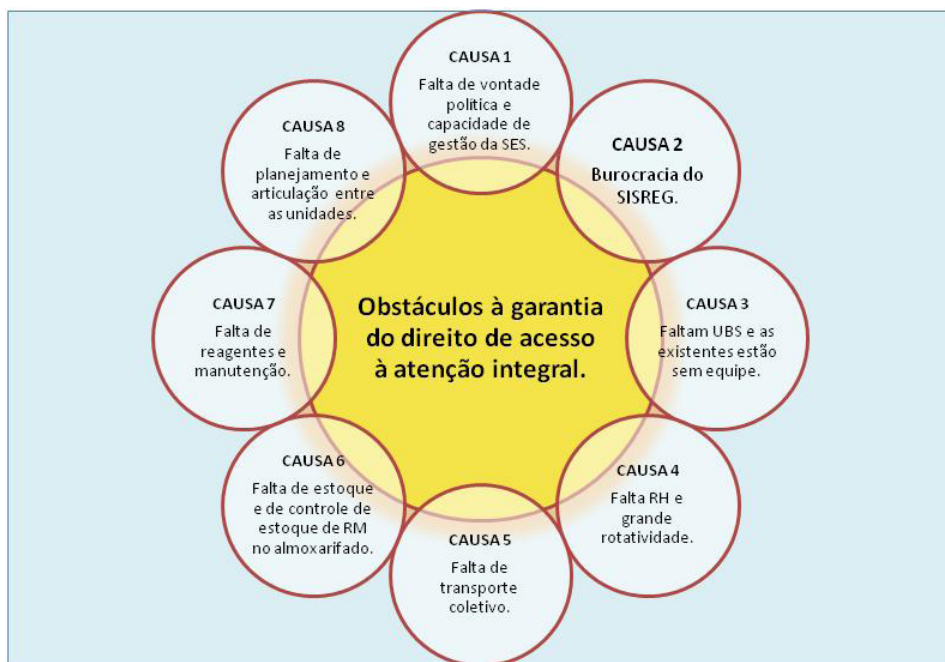 CAUSA 1
Falta de vontade
política e
capacidade de
gestão da SES.
CAUSA 2
Burocracia do
SISREG.
CAUSA 3
Faltam UBS e as
existentes estão
sem equipe.
CAUSA 4
Falta RH e
grande
rotatividade.
CAUSA 5
Falta de
transporte
coletivo.
CAUSA 6
Falta de estoque
e de controle de
estoque de RM
no almoxarifado.
CAUSA 7
Falta de
reagentes e
manutenção.
CAUSA 8
Falta de
planejamento e
articulação entre
as unidades.
Obstáculos à garantia
do direito de acesso
à atenção integral.